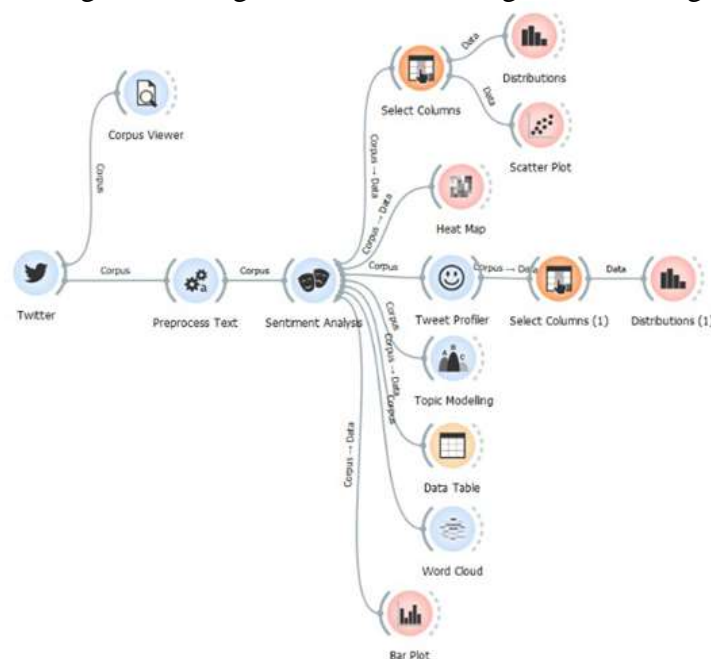 Data
Distributions
Select Columns
Data
Scatter Plot
Corpus Viewer
Corpus
Corpus → Data
Corpus → Data
Heat Map
Twitter
Corpus
Preprocess Text
Corpus
Sentiment Analysis
Corpus
Tweet Profiler
Corpus → Data
Select Columns (1)
Data
Distributions (1)
Corpus
A B C
Topic Modelling
Corpus → Data
Data Table
Corpus
Word Cloud
Corpus → Data
Bar Plot